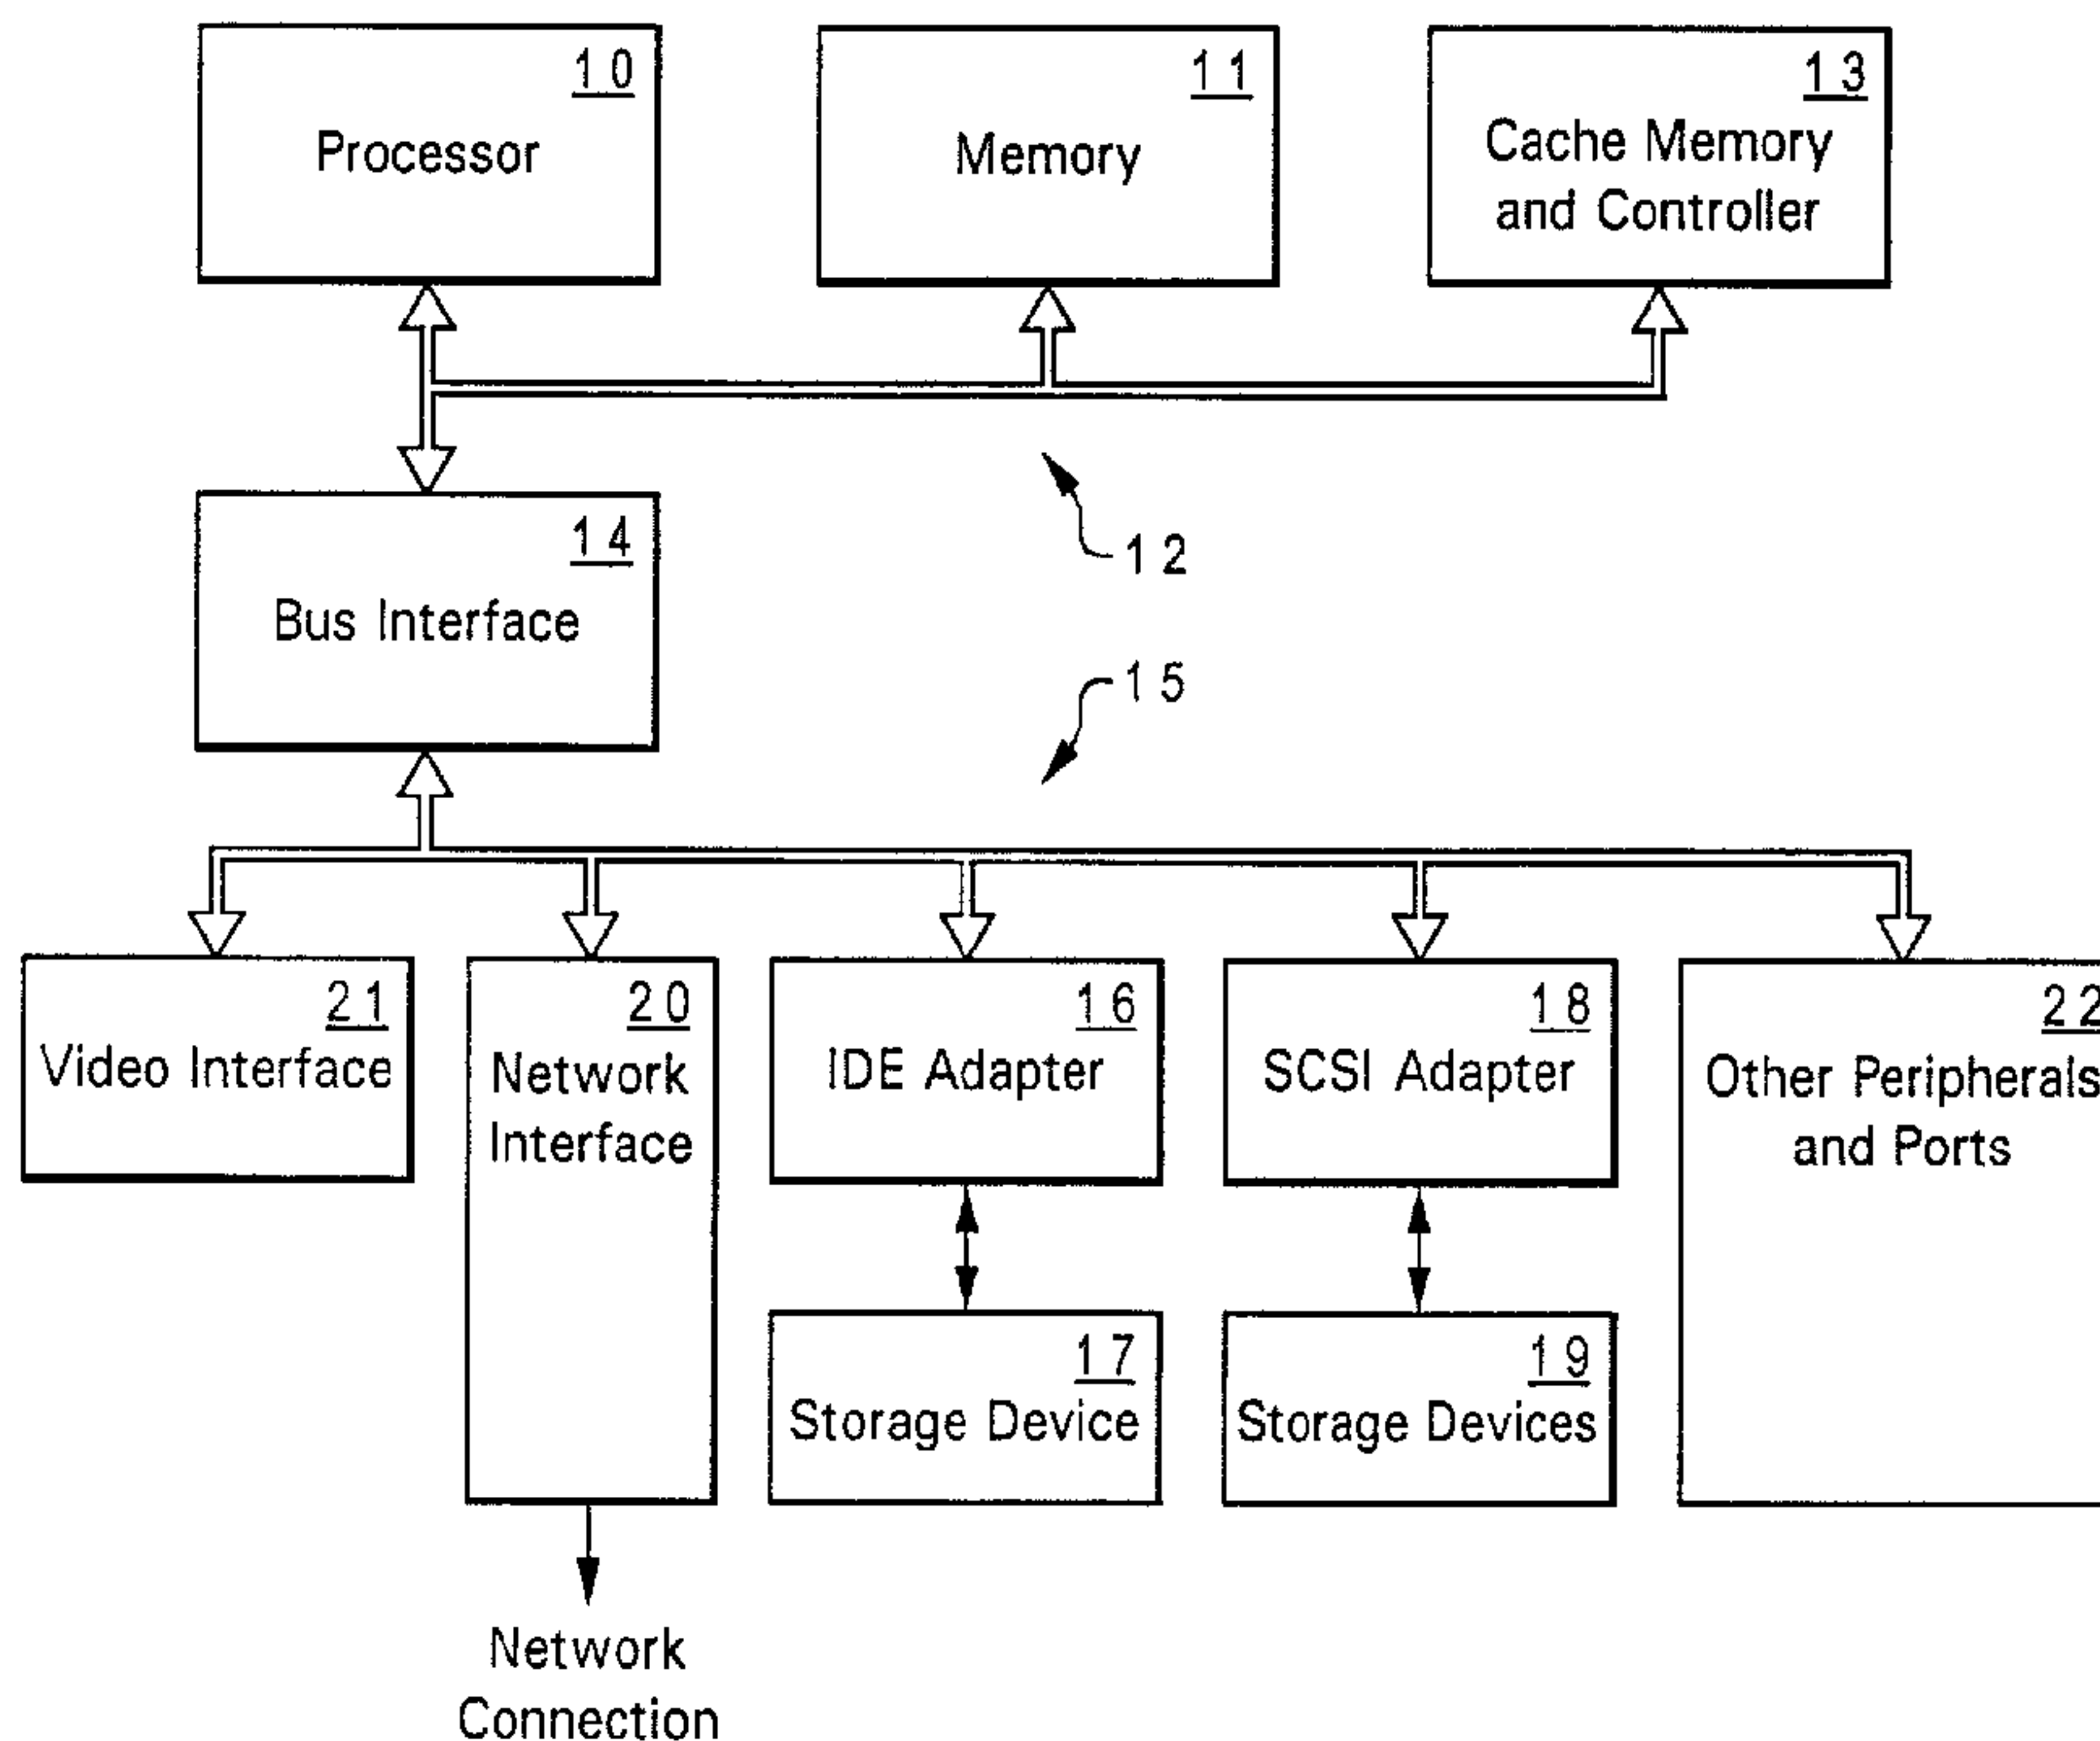 10
Processor
11
Memory
13
Cache Memory
and Controller
12
14
Bus Interface
15
21
Video Interface
20
Network
Interface
16
IDE Adapter
18
SCSI Adapter
22
Other Peripherals
and Ports
17
Storage Device
19
Storage Devices
Network
Connection